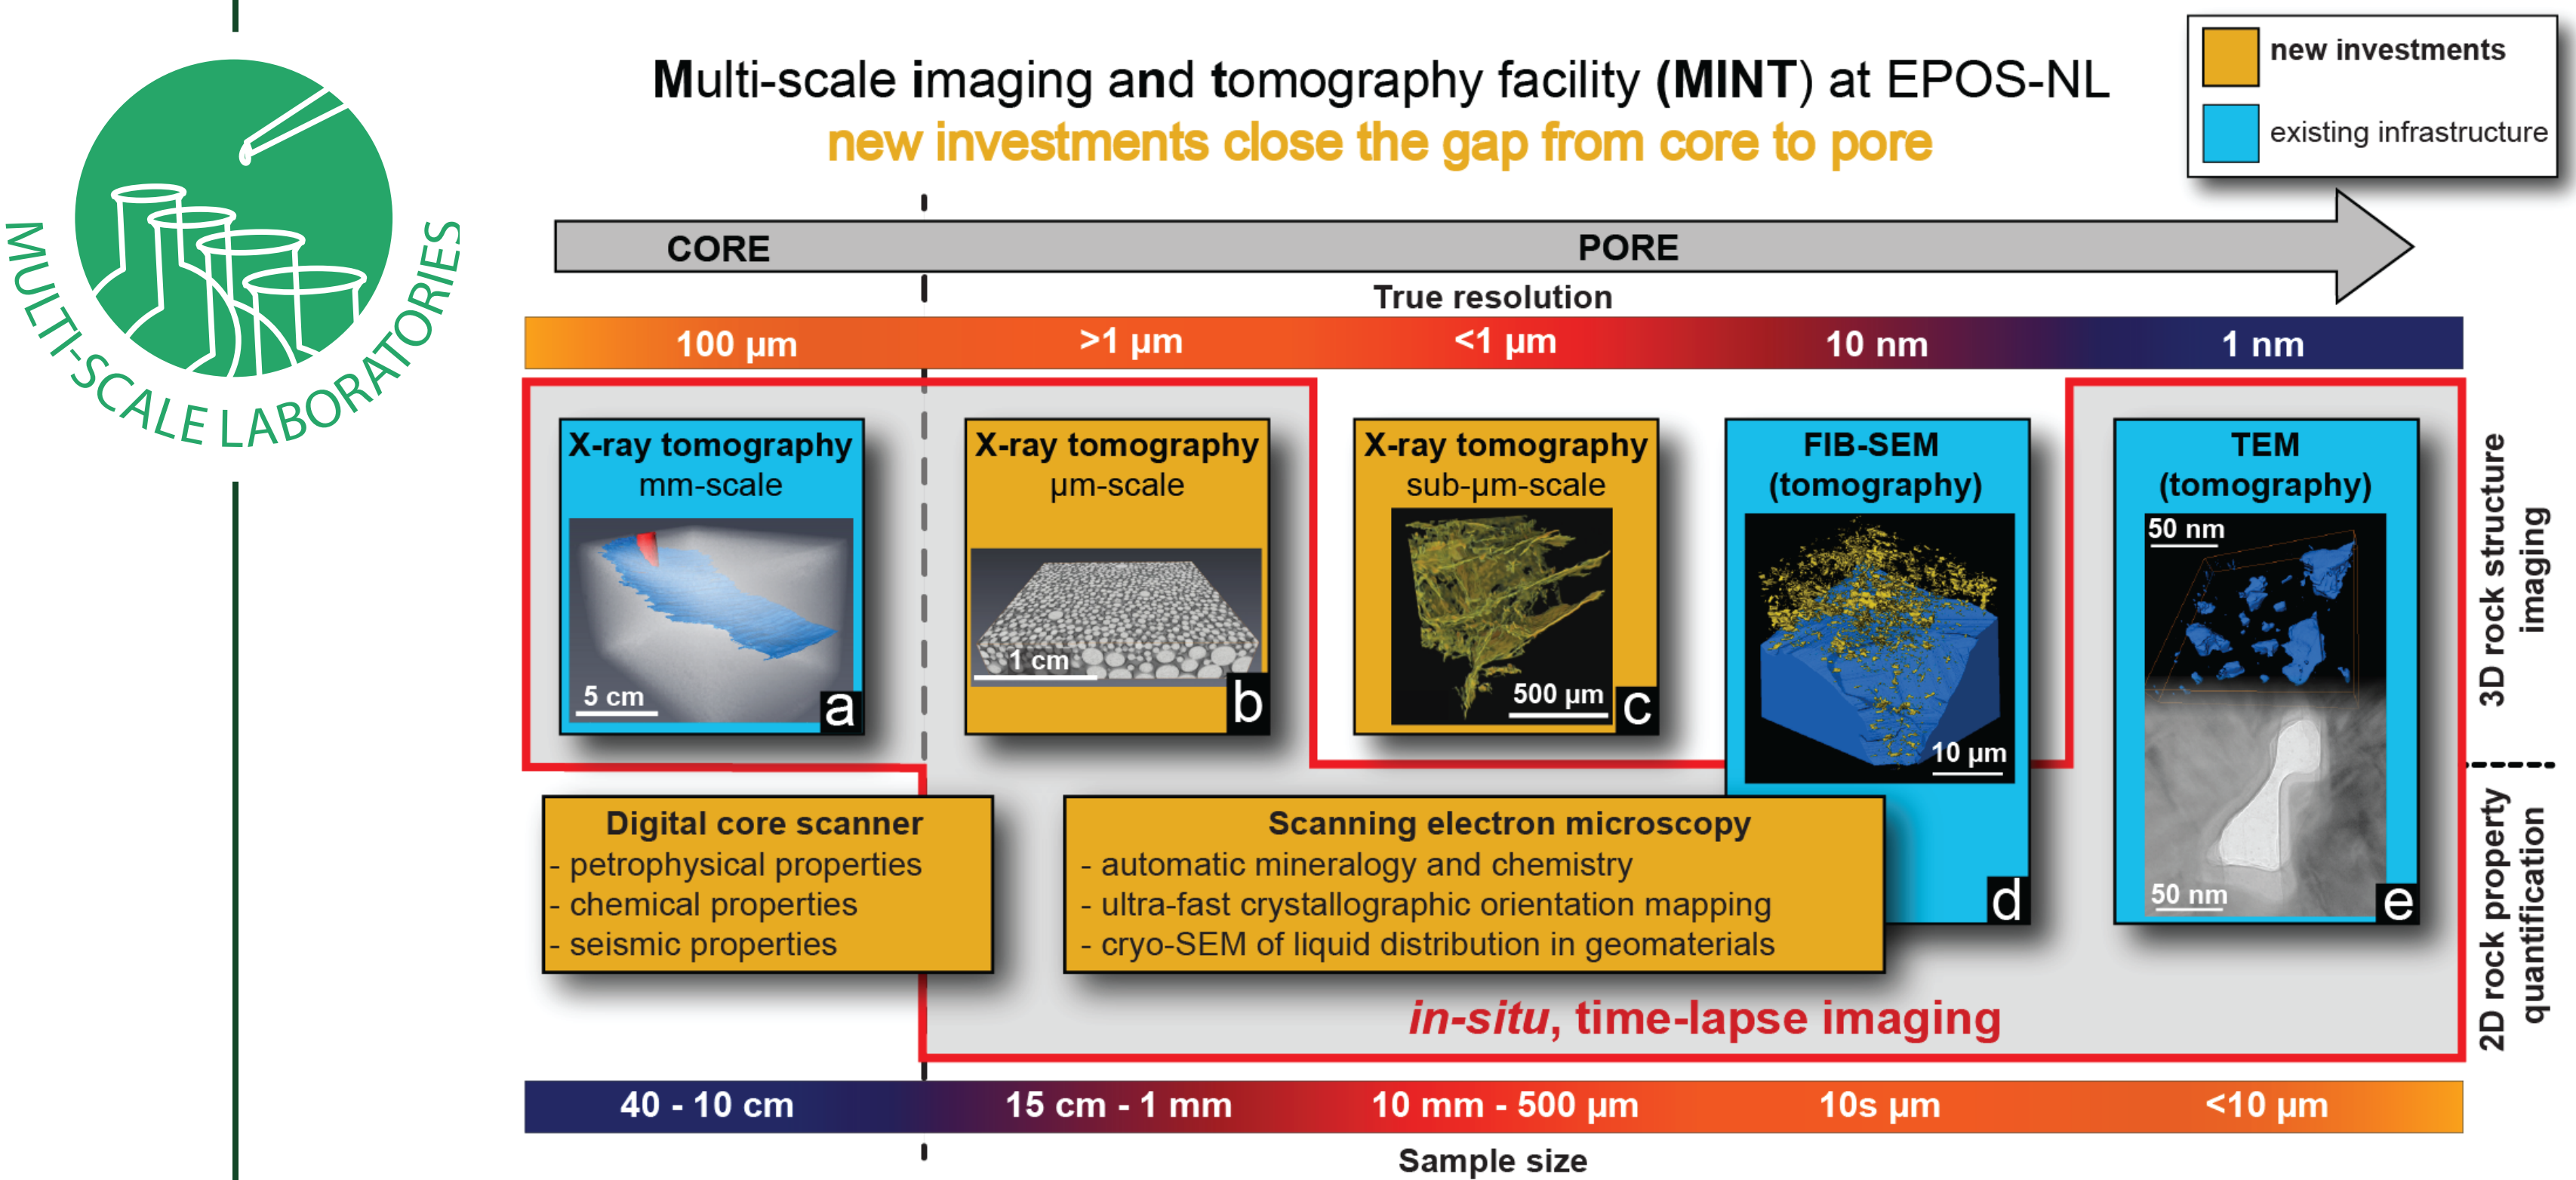 MULTI-SCALE LABORATORIES
Multi-scale imaging and tomography facility (MINT) at EPOS-NL
new investments close the gap from core to pore
new investments
existing infrastructure
CORE
PORE
True resolution
100 µm
>1 µm
<1 µm
10 nm
1 nm
X-ray tomography
mm-scale
5 cm
a
X-ray tomography
µm-scale
1 cm
b
X-ray tomography
sub-µm-scale
500 µm
c
FIB-SEM
(tomography)
10 µm
d
TEM
(tomography)
50 nm
50 nm
e
3D rock structure
imaging
2D rock property
quantification
Digital core scanner
- petrophysical properties
- chemical properties
- seismic properties
Scanning electron microscopy
- automatic mineralogy and chemistry
- ultra-fast crystallographic orientation mapping
- cryo-SEM of liquid distribution in geomaterials
in-situ, time-lapse imaging
40 - 10 cm
15 cm - 1 mm
10 mm - 500 µm
10s µm
<10 µm
Sample size